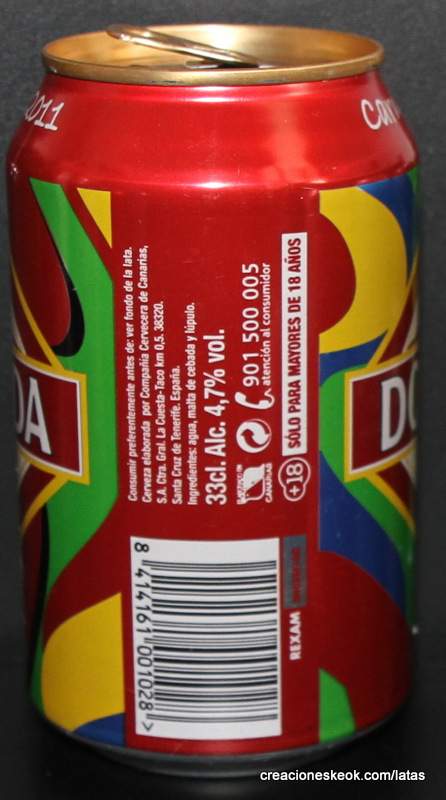 2011
Car
DA
DO
Consumir preferentemente antes de: ver fondo de la lata.
Cerveza elaborada por Compañía Cervecera de Canarias,
S.A. Ctra. Gral. La Cuesta-Taco km 0,5. 38320.
Santa Cruz de Tenerife. España.
Ingredientes: agua, malta de cebada y lúpulo.
33cl. Alc. 4,7% vol.
CANARIAS
901 500 005
atención al consumidor
+18 SÓLO PARA MAYORES DE 18 AÑOS
8 414161 001028 >
REXAM
creacioneskeok.com/latas